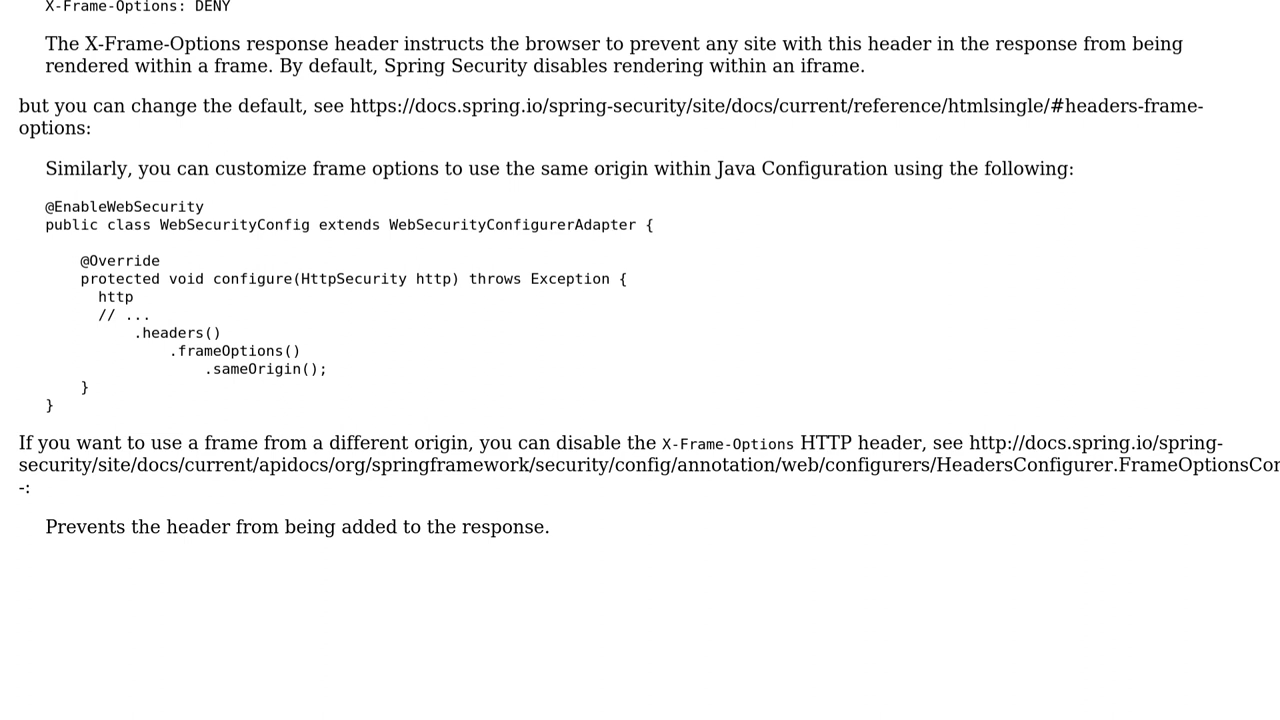 X-Frame-Options: DENY
The X-Frame-Options response header instructs the browser to prevent any site with this header in the response from being
rendered within a frame. By default, Spring Security disables rendering within an iframe.
but you can change the default, see https://docs.spring.io/spring-security/site/docs/current/reference/htmlsingle/#headers-frame-
options:
Similarly, you can customize frame options to use the same origin within Java Configuration using the following:
@EnableWebSecurity
public class WebSecurityConfig extends WebSecurityConfigurerAdapter {
@Override
protected void configure(HttpSecurity http) throws Exception {
http
// ...
.headers()
.frameOptions()
.sameOrigin();
}
}
If you want to use a frame from a different origin, you can disable the X-Frame-Options HTTP header, see http://docs.spring.io/spring-
security/site/docs/current/apidocs/org/springframework/security/config/annotation/web/configurers/HeadersConfigurer.FrameOptionsCon
-:
Prevents the header from being added to the response.